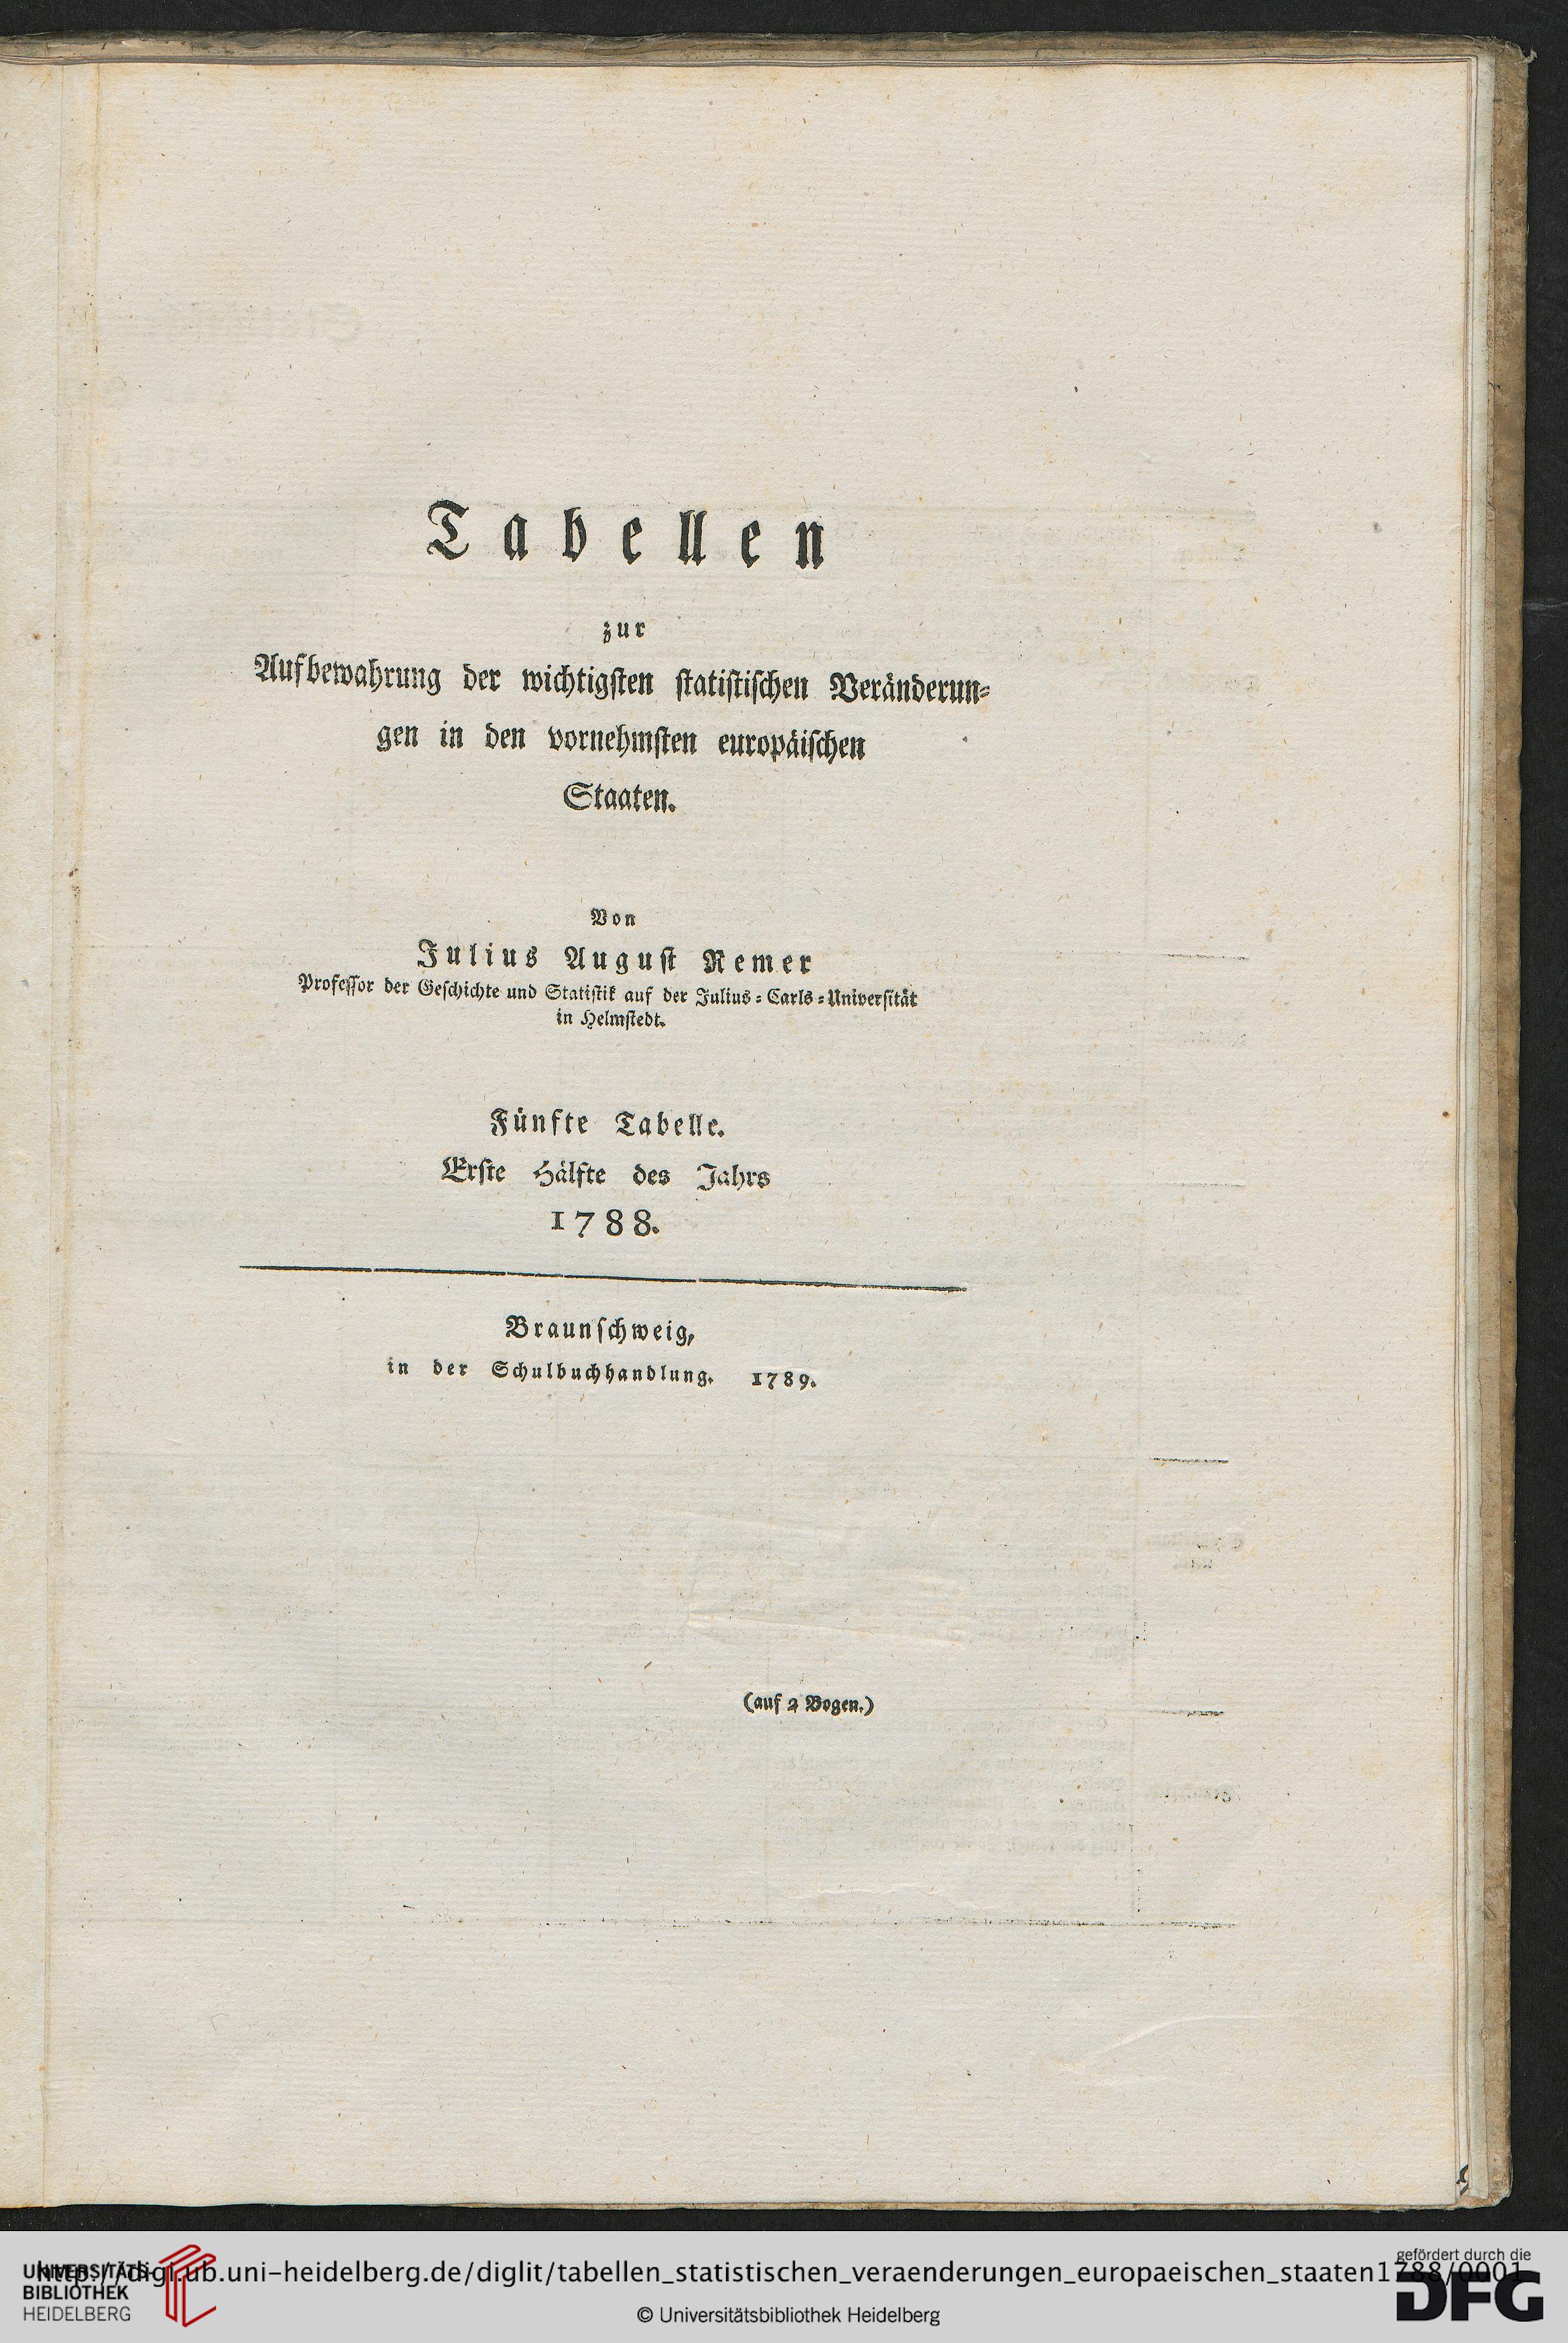 Tabellen
zur
Aufbewahrung der wichtigſten ſtatiſtiſchen Veränderun⸗
gen in den vornehmſten europäiſchen
Staaten.
Von
Julius Auguſt Remer
Profeſſor der Geſchichte und Statiſtik auf der Julius⸗Carls⸗Univerſität
in Helmſtedt.
Fünfte Tabelle.
Erſte Hälfte des Jahrs
1788.
Braunſchweig,
in der Schulbuchhandlung. 1789.
(auf 2 Bogen.)
UNIVERSITÄTS-
BIBLIOTHEK
HEIDELBERG
http://digi.ub.uni-heidelberg.de/diglit/tabellen_statistischen_veraenderungen_europaeischen_staaten1788/0001
© Universitätsbibliothek Heidelberg
gefördert durch die
DFG